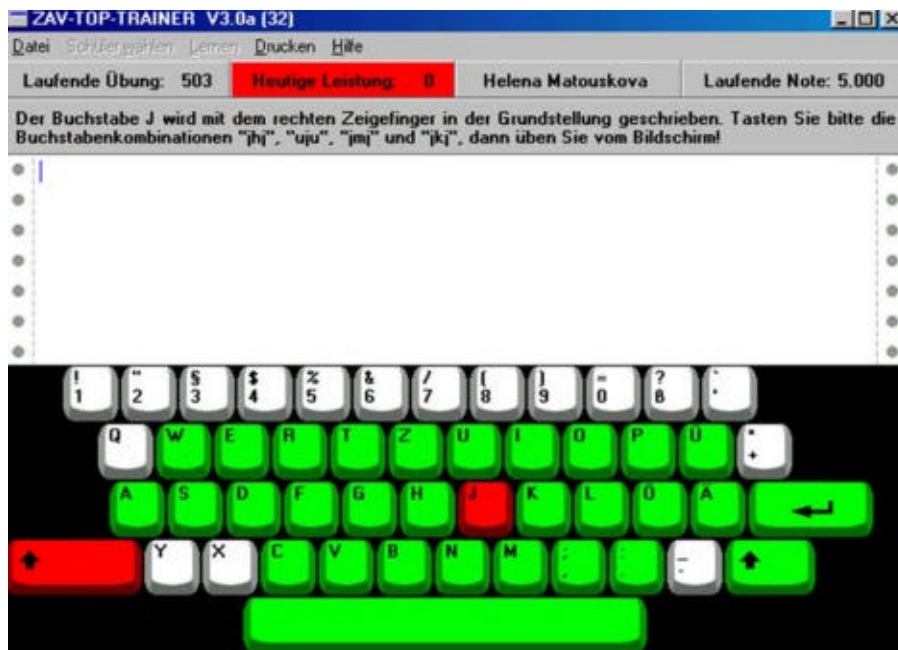 ZAV-TOP-TRAINER V3.0a (32)
Datei Schüler wählen Lernen Drucken Hilfe
Laufende Übung: 503 Heutige Leistung: 0 Helena Matouskova Laufende Note: 5.000
Der Buchstabe J wird mit dem rechten Zeigefinger in der Grundstellung geschrieben. Tasten Sie bitte die
Buchstabenkombinationen "jhj", "uju", "jmj" und "jkj", dann üben Sie vom Bildschirm!
! " § $ % & / ( ) = ? `
1 2 3 4 5 6 7 8 9 0 ß ´
Q W E R T Z U I O P Ü * +
A S D F G H J K L Ö Ä
Y X C V B N M ; , : . _ -